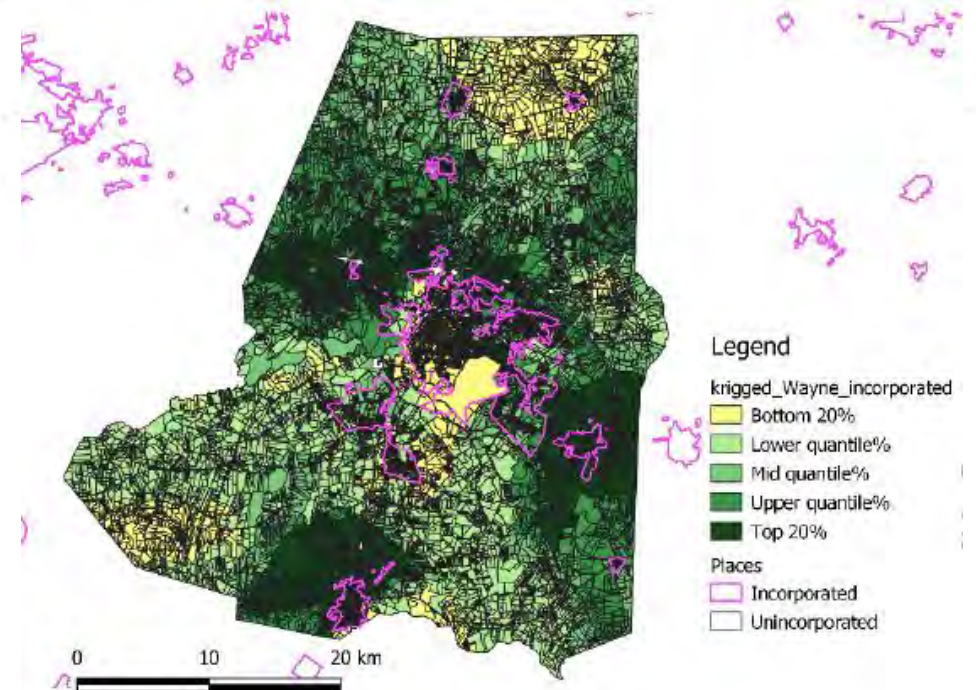 Legend
krigged_Wayne_incorporated
Bottom 20%
Lower quantile%
Mid quantile%
Upper quantile%
Top 20%
Places
Incorporated
Unincorporated
0 10 20 km